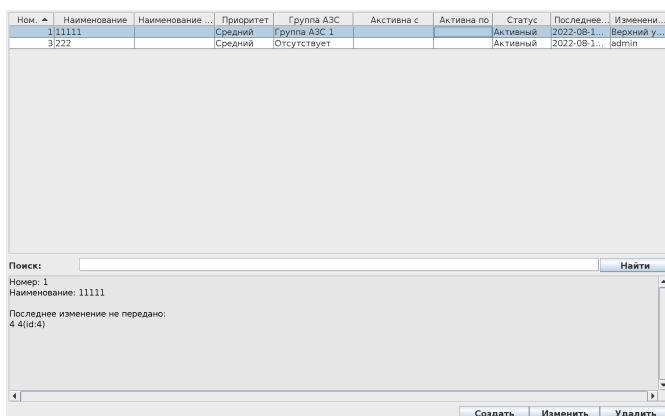 Ном. Наименование Наименование ... Приоритет Группа АЗС Акстивна с Активна по Статус Последнее... Изменени...
1 11111 Средний Группа АЗС 1 Активный 2022-08-1... Верхний у...
3 222 Средний Отсутствует Активный 2022-08-1... admin
Поиск: Найти
Номер: 1
Наименование: 11111
Последнее изменение не передано:
4 4(id:4)
Создать Изменить Удалить